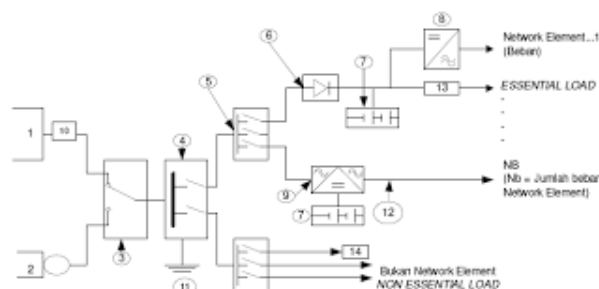 8
6
7
Network Element...1
(Beban)
5
13
ESSENTIAL LOAD
1
10
4
NB
(Nb = Jumlah beban
Network Element)
9
7
12
3
2
14
11
Bukan Network Element
NON ESSENTIAL LOAD